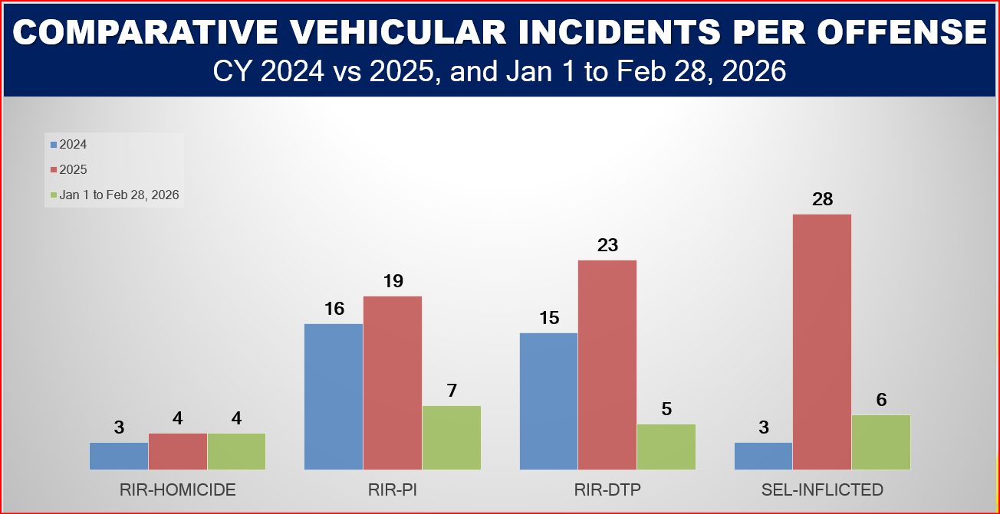 COMPARATIVE VEHICULAR INCIDENTS PER OFFENSE
CY 2024 vs 2025, and Jan 1 to Feb 28, 2026
2024
2025
Jan 1 to Feb 28, 2026
3
4
4
16
19
7
15
23
5
3
28
6
RIR-HOMICIDE
RIR-PI
RIR-DTP
SEL-INFLICTED